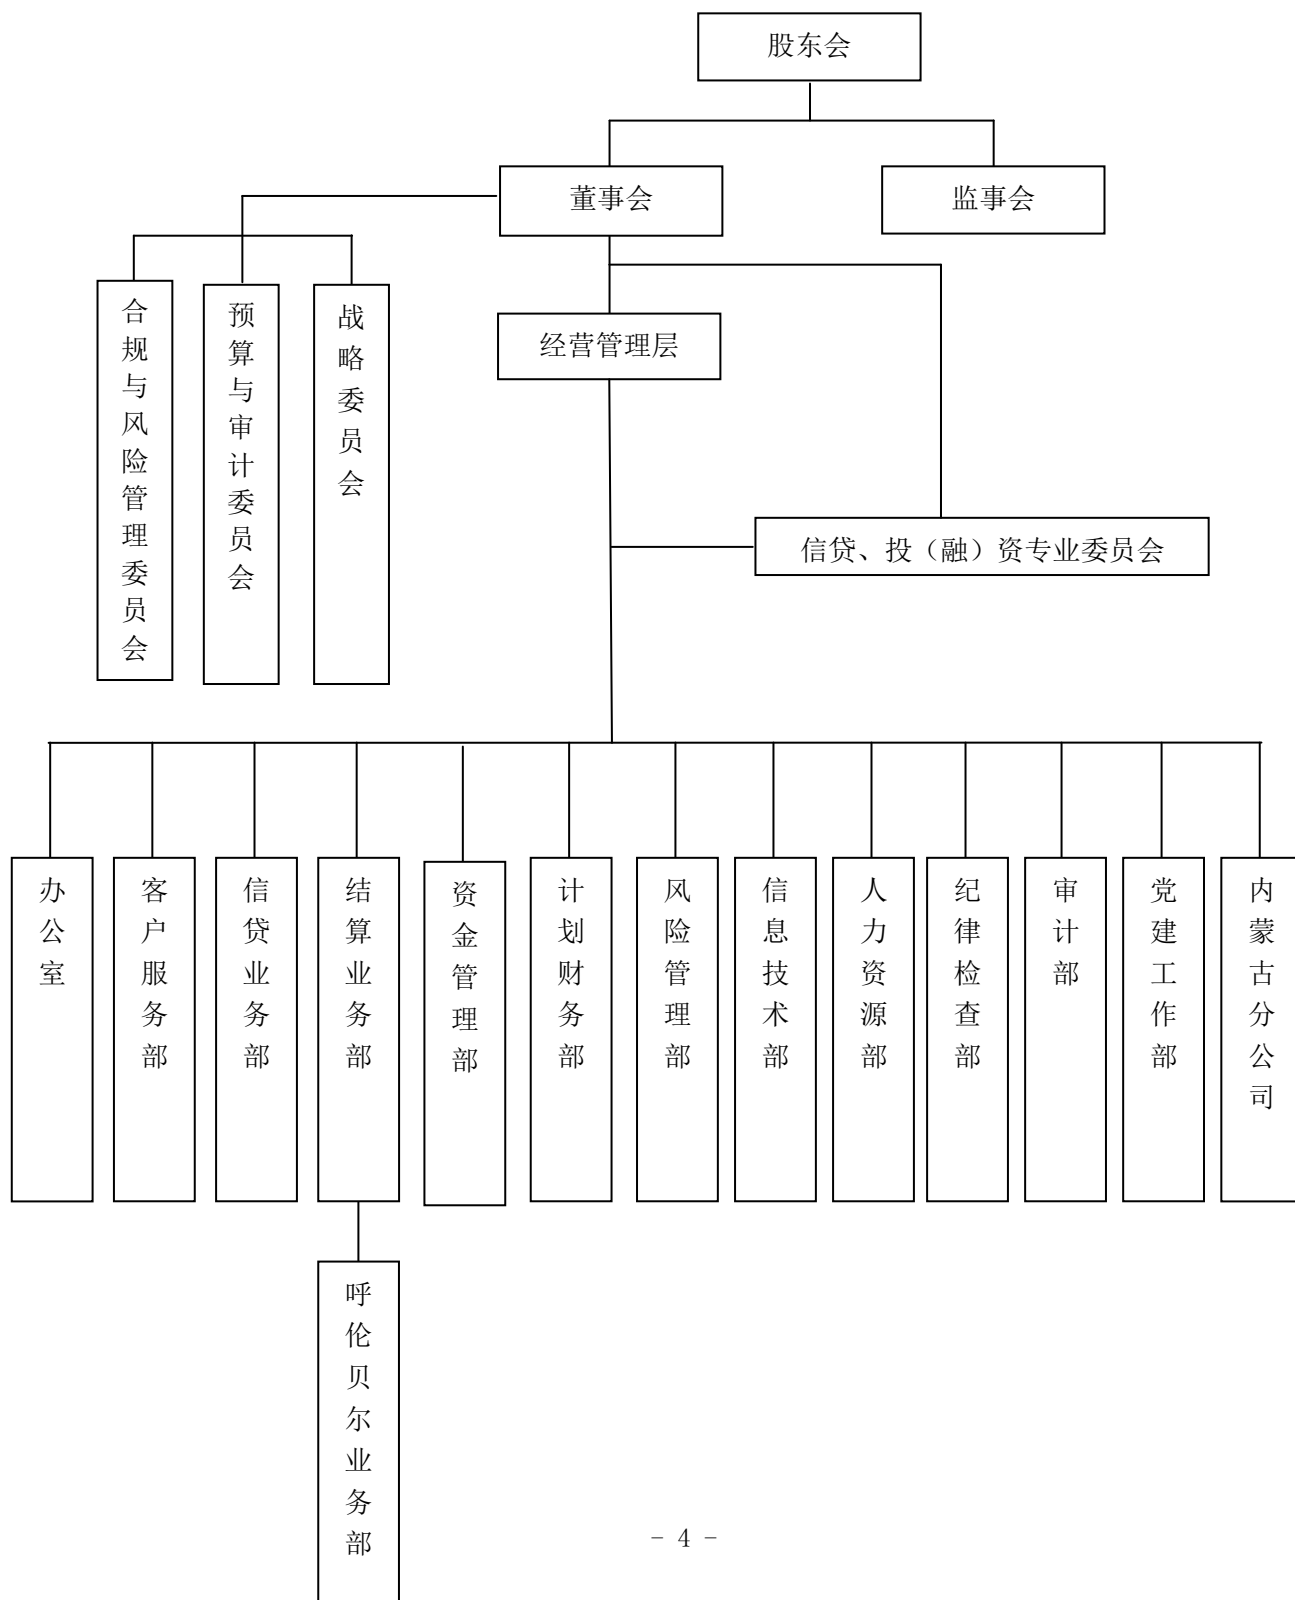 股东会
董事会
监事会
合规与风险管理委员会
预算与审计委员会
战略委员会
经营管理层
信贷、投（融）资专业委员会
办公室
客户服务部
信贷业务部
结算业务部
资金管理部
计划财务部
风险管理部
信息技术部
人力资源部
纪律检查部
审计部
党建工作部
内蒙古分公司
呼伦贝尔业务部
- 4 -